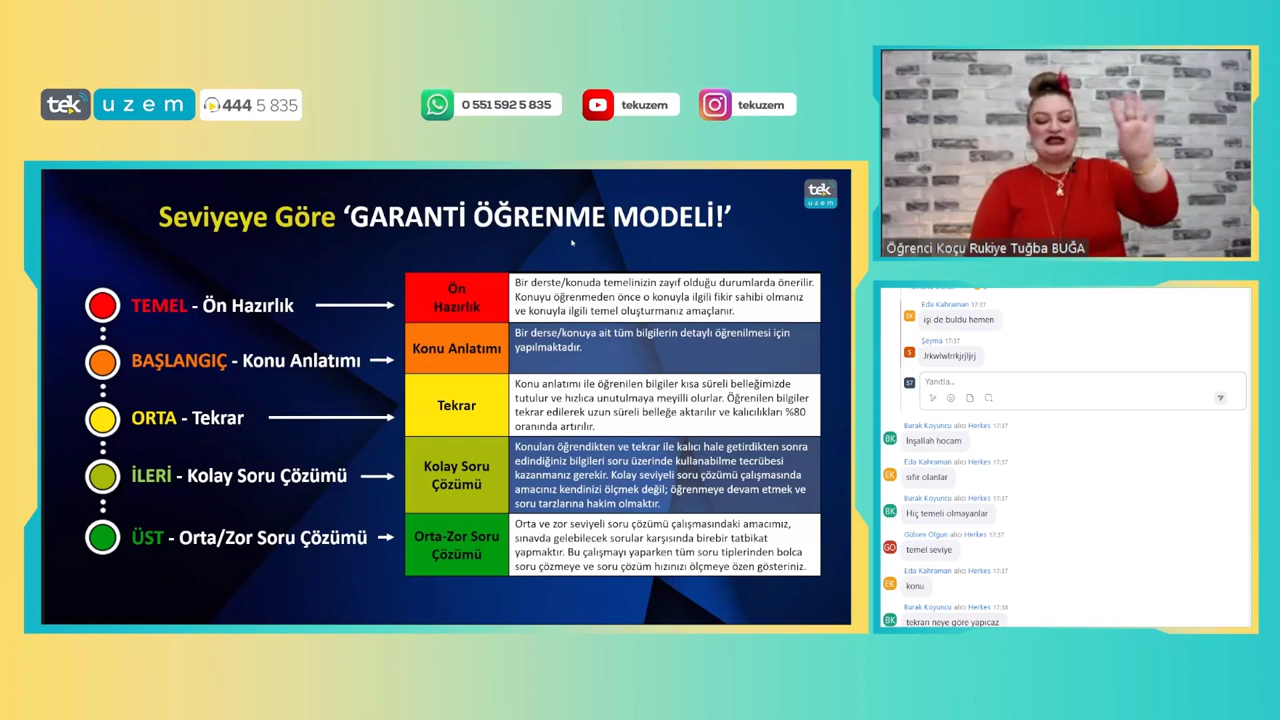 tek
uzem
444 5 835
0 551 592 5 835
tekuzem
tekuzem
tek
uzem
Seviyeye Göre ‘GARANTİ ÖĞRENME MODELİ!’
TEMEL - Ön Hazırlık
BAŞLANGIÇ - Konu Anlatımı
ORTA - Tekrar
İLERİ - Kolay Soru Çözümü
ÜST - Orta/Zor Soru Çözümü
Ön
Hazırlık
Bir derste/konuda temelinizin zayıf olduğu durumlarda önerilir.
Konuyu öğrenmeden önce o konuyla ilgili fikir sahibi olmanız
ve konuyla ilgili temel oluşturmanız amaçlanır.
Konu Anlatımı
Bir derse/konuya ait tüm bilgilerin detaylı öğrenilmesi için
yapılmaktadır.
Tekrar
Konu anlatımı ile öğrenilen bilgiler kısa süreli belleğimizde
tutulur ve hızlıca unutulmaya meyilli olurlar. Öğrenilen bilgiler
tekrar edilerek uzun süreli belleğe aktarılır ve kalıcılıkları %80
oranında artırılır.
Kolay Soru
Çözümü
Konuları öğrendikten ve tekrar ile kalıcı hale getirdikten sonra
edindiğiniz bilgileri soru üzerinde kullanabilme tecrübesi
kazanmanız gerekir. Kolay seviyeli soru çözümü çalışmasında
amacınız kendinizi ölçmek değil; öğrenmeye devam etmek ve
soru tarzlarına hakim olmaktır.
Orta-Zor Soru
Çözümü
Orta ve zor seviyeli soru çözümü çalışmasındaki amacımız,
sınavda gelebilecek sorular karşısında birebir tatbikat
yapmaktır. Bu çalışmayı yaparken tüm soru tiplerinden bolca
soru çözmeye ve soru çözüm hızınızı ölçmeye özen gösteriniz.
Öğrenci Koçu Rukiye Tuğba BUĞA
Eda Kahraman 17:37
EK
işi de buldu hemen
Şeyma 17:37
S
Jrkwlwlrrkjrjljrj
Yanıtla...
Burak Koyuncu alıcı Herkes 17:37
BK
İnşallah hocam
Eda Kahraman alıcı Herkes 17:37
EK
sıfır olanlar
Burak Koyuncu alıcı Herkes 17:37
BK
Hiç temeli olmayanlar
Gülsen Olgun alıcı Herkes 17:37
GO
temel seviye
Eda Kahraman alıcı Herkes 17:37
EK
konu
Burak Koyuncu alıcı Herkes 17:38
BK
tekrarı neye göre yapıcaz